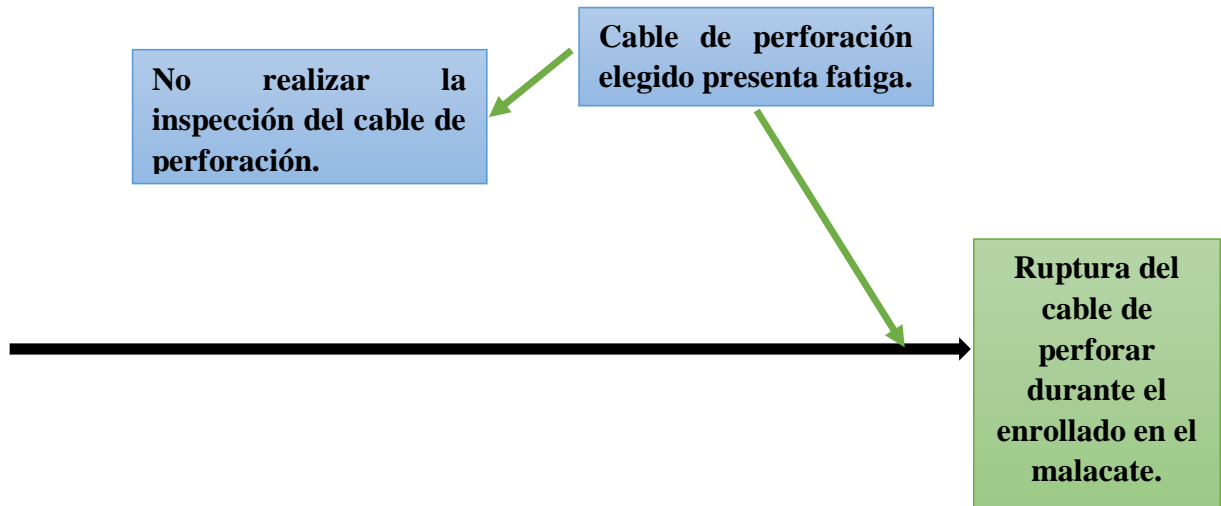 No realizar la
inspección del cable de
perforación.
Cable de perforación
elegido presenta fatiga.
Ruptura del
cable de
perforar
durante el
enrollado en el
malacate.